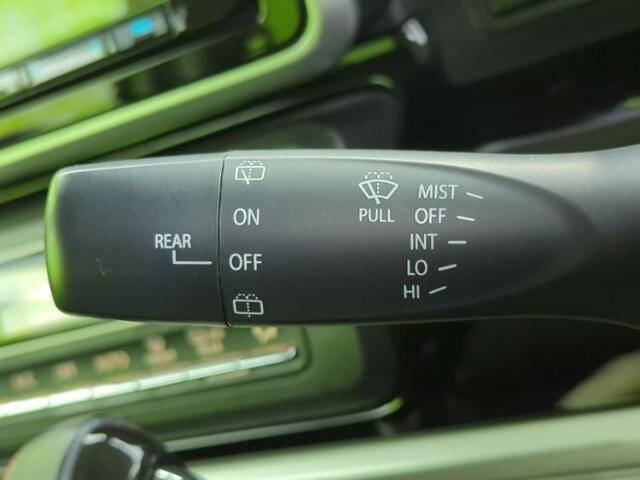 REAR
ON
OFF
PULL
MIST
OFF
INT
LO
HI